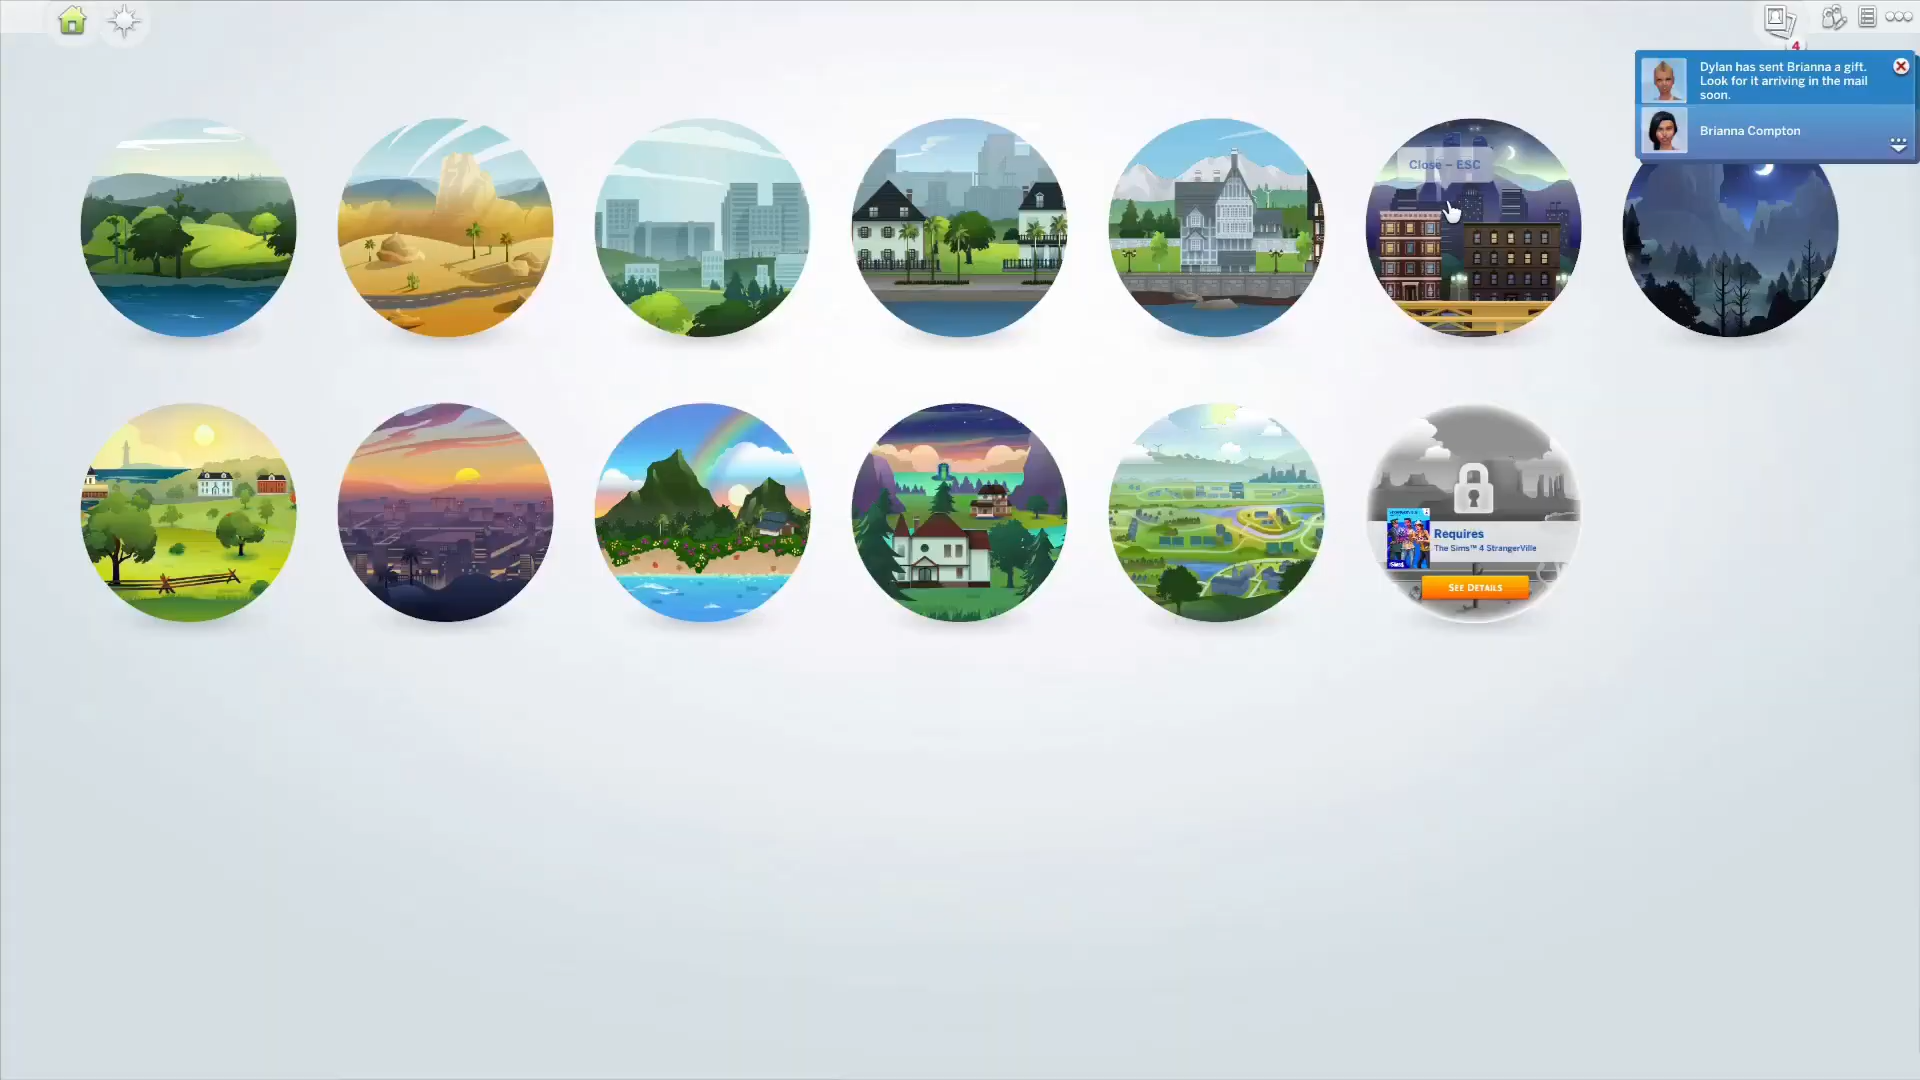 4
Dylan has sent Brianna a gift.
Look for it arriving in the mail
soon.
Brianna Compton
Close – ESC
Requires
The Sims™ 4 StrangerVille
SEE DETAILS